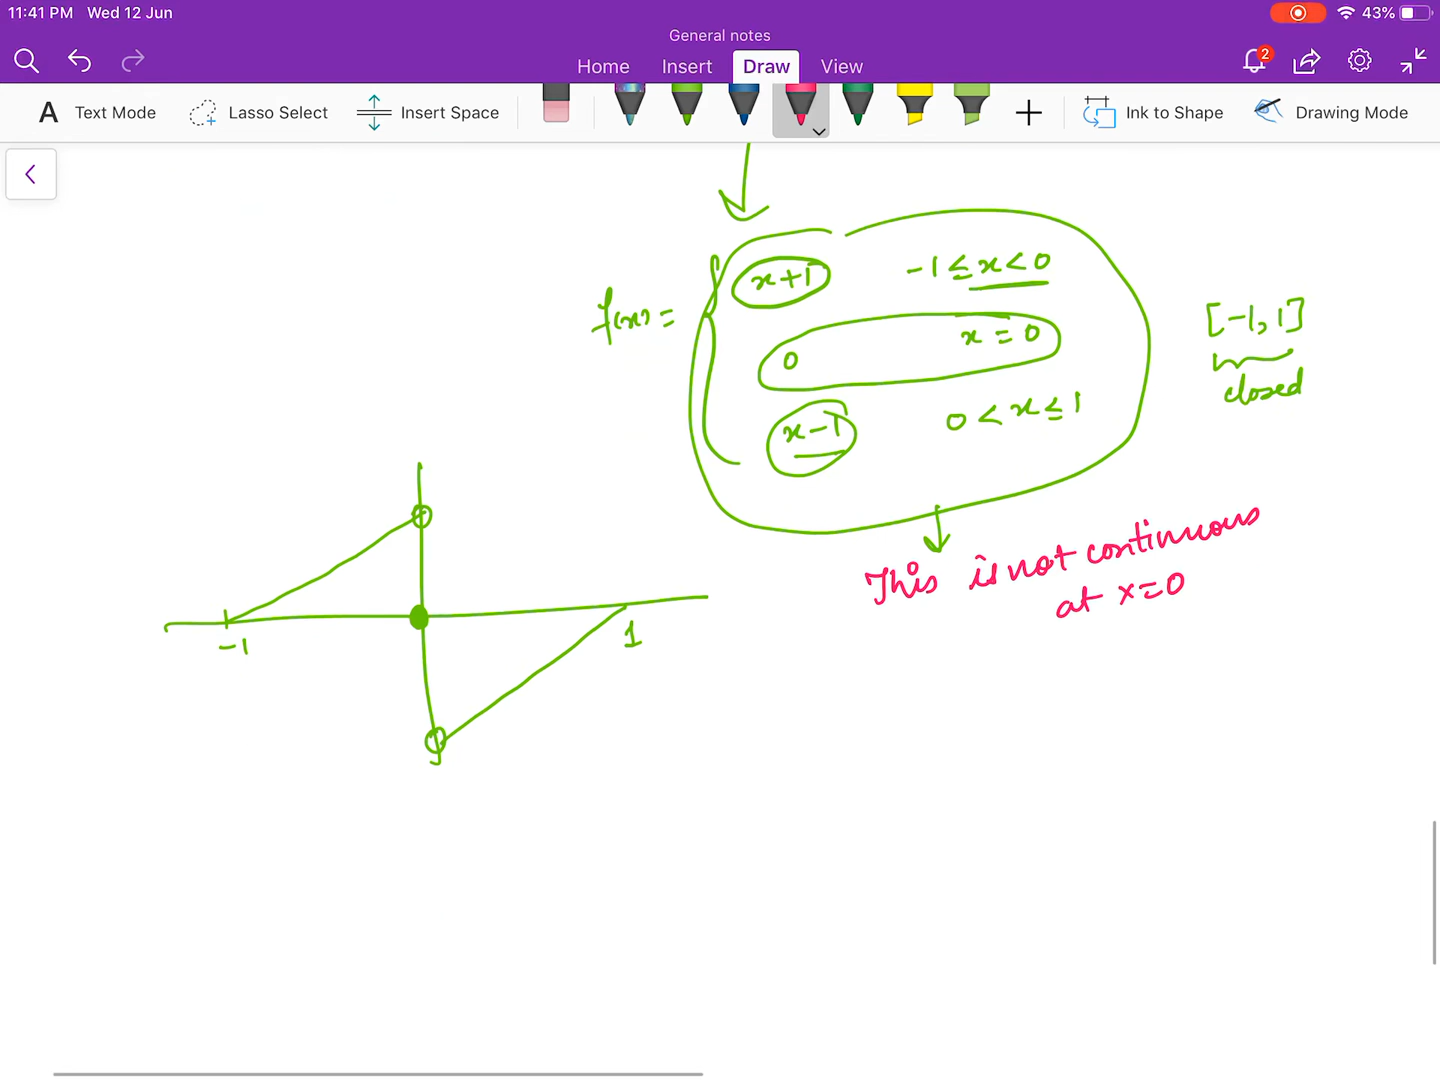 11:41 PM Wed 12 Jun
43%
General notes
Home Insert Draw View
2
A Text Mode Lasso Select Insert Space Ink to Shape Drawing Mode
f(x) =
x+1 -1 ≤ x < 0
0 x = 0
x-1 0 < x ≤ 1
[-1, 1]
closed
This is not continuous
at x=0
-1
1